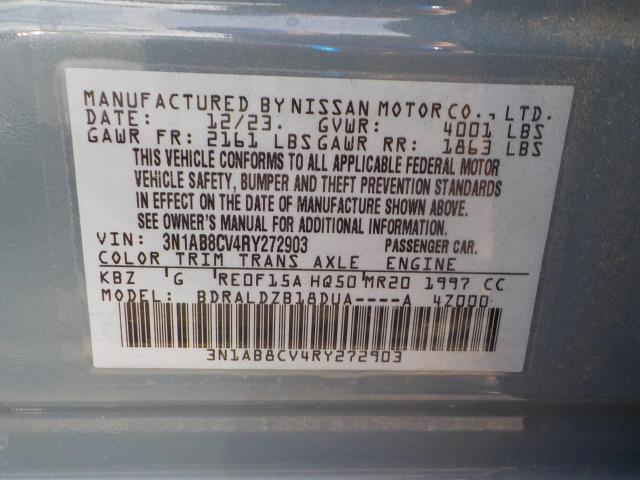 MANUFACTURED BY NISSAN MOTOR CO., LTD.
DATE: 12/23. GVWR: 4001 LBS
GAWR FR: 2161 LBS GAWR RR: 1863 LBS
THIS VEHICLE CONFORMS TO ALL APPLICABLE FEDERAL MOTOR
VEHICLE SAFETY, BUMPER AND THEFT PREVENTION STANDARDS
IN EFFECT ON THE DATE OF MANUFACTURE SHOWN ABOVE.
SEE OWNER'S MANUAL FOR ADDITIONAL INFORMATION.
VIN: 3N1AB8CV4RY272903 PASSENGER CAR.
COLOR TRIM TRANS AXLE ENGINE
KBZ G RE0F15A HQ50 MR20 1997 CC
MODEL: BDRALDZB18DUA----A 47000
3N1AB8CV4RY272903